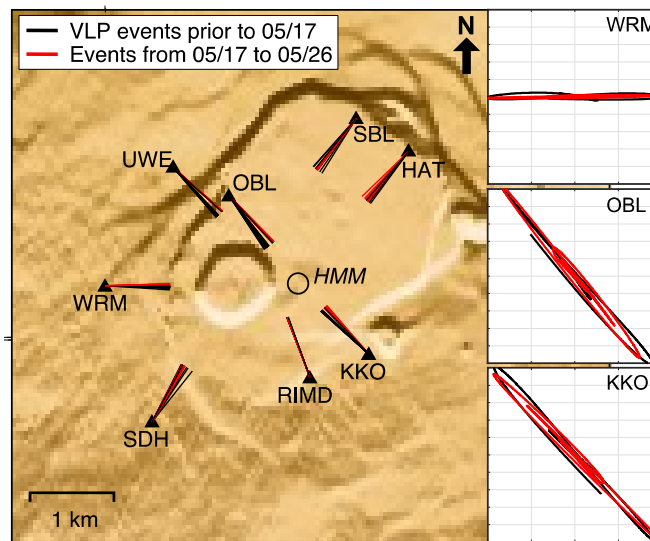 VLP events prior to 05/17
Events from 05/17 to 05/26
N
WRM
SBL
HAT
UWE
OBL
HMM
WRM
KKO
RIMD
SDH
1 km
OBL
KKO